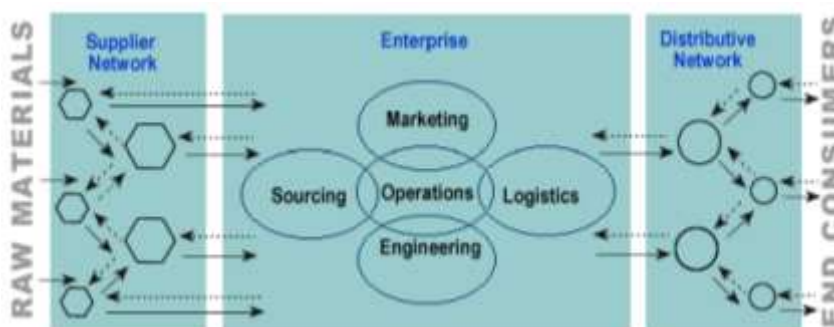 RAW MATERIALS
Supplier
Network
Enterprise
Marketing
Sourcing
Operations
Logistics
Engineering
Distributive
Network
END CONSUMERS